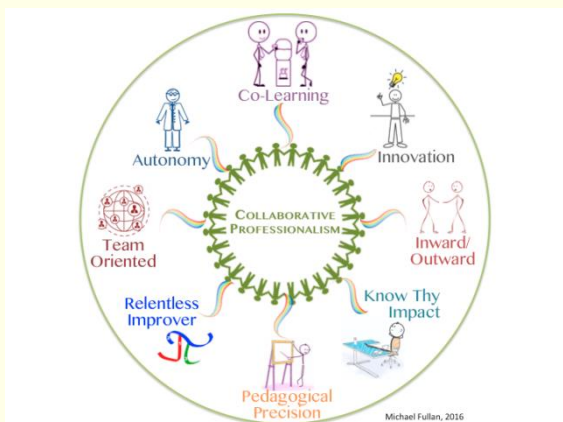 Co-Learning
Innovation
Inward/
Outward
Know Thy
Impact
Pedagogical
Precision
Relentless
Improver
Team
Oriented
Autonomy
COLLABORATIVE
PROFESSIONALISM
Michael Fullan, 2016